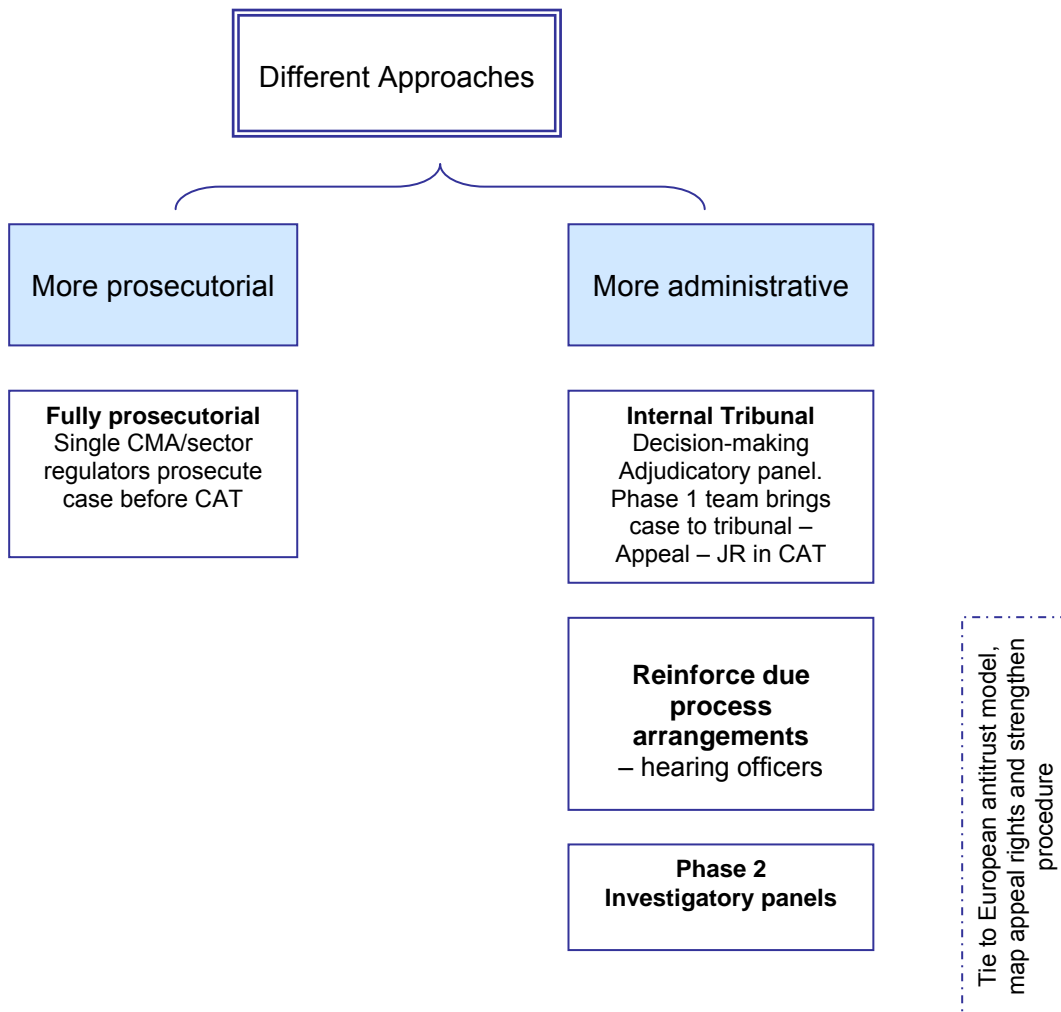 Different Approaches
More prosecutorial
More administrative
Fully prosecutorial
Single CMA/sector
regulators prosecute
case before CAT
Internal Tribunal
Decision-making
Adjudicatory panel.
Phase 1 team brings
case to tribunal –
Appeal – JR in CAT
Reinforce due
process
arrangements
– hearing officers
Phase 2
Investigatory panels
Tie to European antitrust model,
map appeal rights and strengthen
procedure